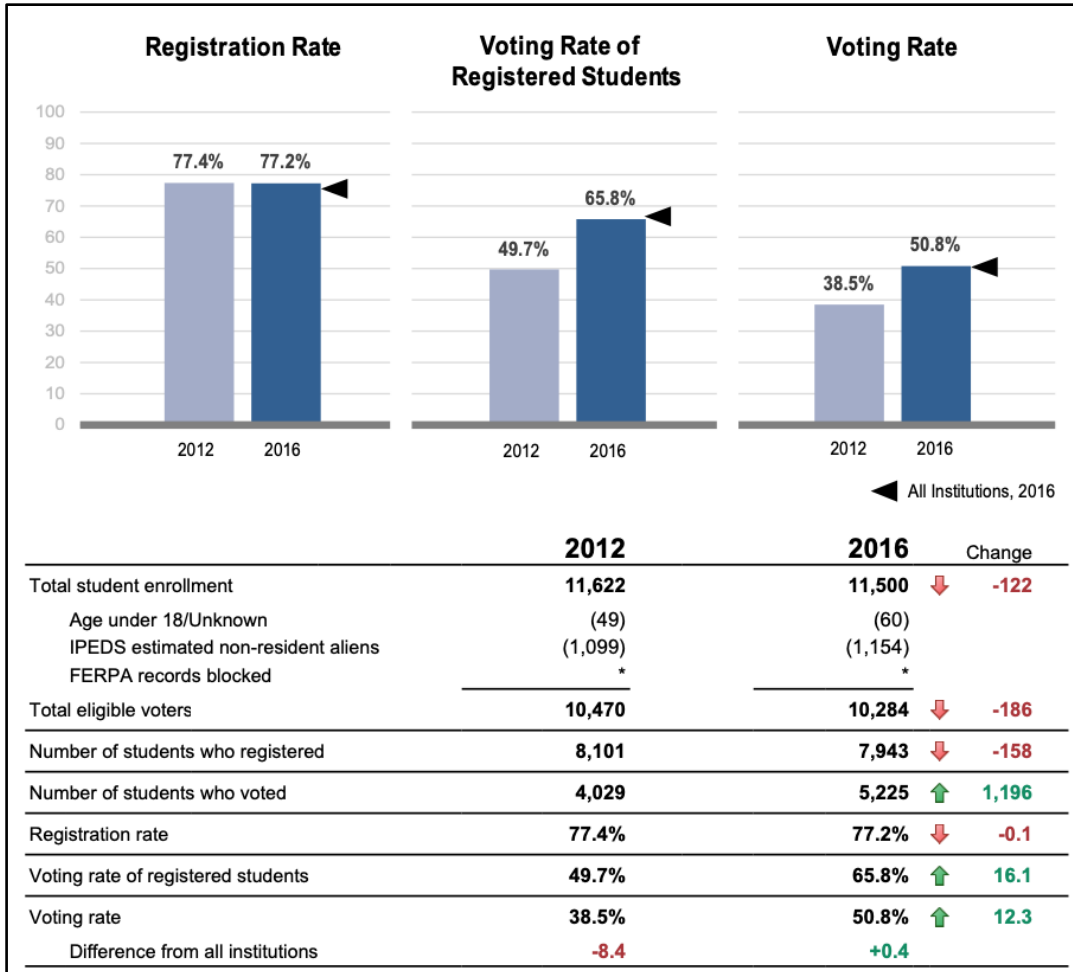 Registration Rate
Voting Rate of
Registered Students
Voting Rate
100
90
80
70
60
50
40
30
20
10
0
77.4% 77.2%
2012 2016
49.7% 65.8%
2012 2016
38.5% 50.8%
2012 2016
◀ All Institutions, 2016
2012 2016 Change
Total student enrollment 11,622 11,500 -122
Age under 18/Unknown (49) (60)
IPEDS estimated non-resident aliens (1,099) (1,154)
FERPA records blocked * *
Total eligible voters 10,470 10,284 -186
Number of students who registered 8,101 7,943 -158
Number of students who voted 4,029 5,225 1,196
Registration rate 77.4% 77.2% -0.1
Voting rate of registered students 49.7% 65.8% 16.1
Voting rate 38.5% 50.8% 12.3
Difference from all institutions -8.4 +0.4